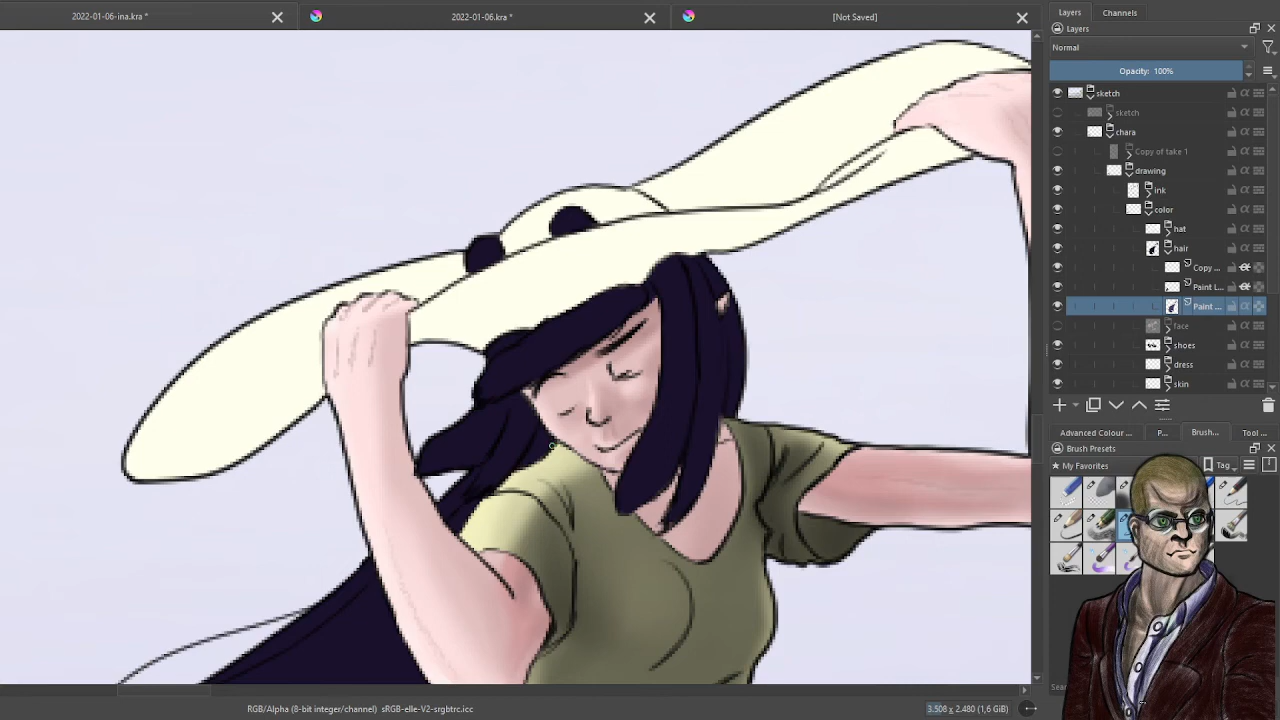 2022-01-06-ina.kra *
2022-01-06.kra *
[Not Saved]
Layers
Channels
Layers
Normal
Opacity: 100%
sketch
sketch
chara
Copy of take 1
drawing
ink
color
hat
hair
Copy ...
Paint L...
Paint ...
face
shoes
dress
skin
Advanced Colour ...
P...
Brush...
Tool ...
Brush Presets
★ My Favorites
Tag
Sea
RGB/Alpha (8-bit integer/channel) sRGB-elle-V2-srgbtrc.icc
3.508 x 2.480 (1,6 GiB)